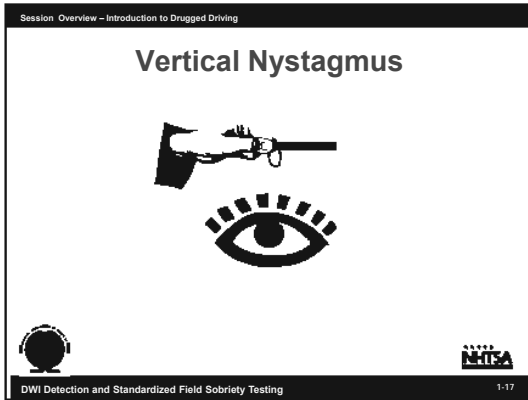 Session Overview – Introduction to Drugged Driving
Vertical Nystagmus
NHTSA
DWI Detection and Standardized Field Sobriety Testing
1-17